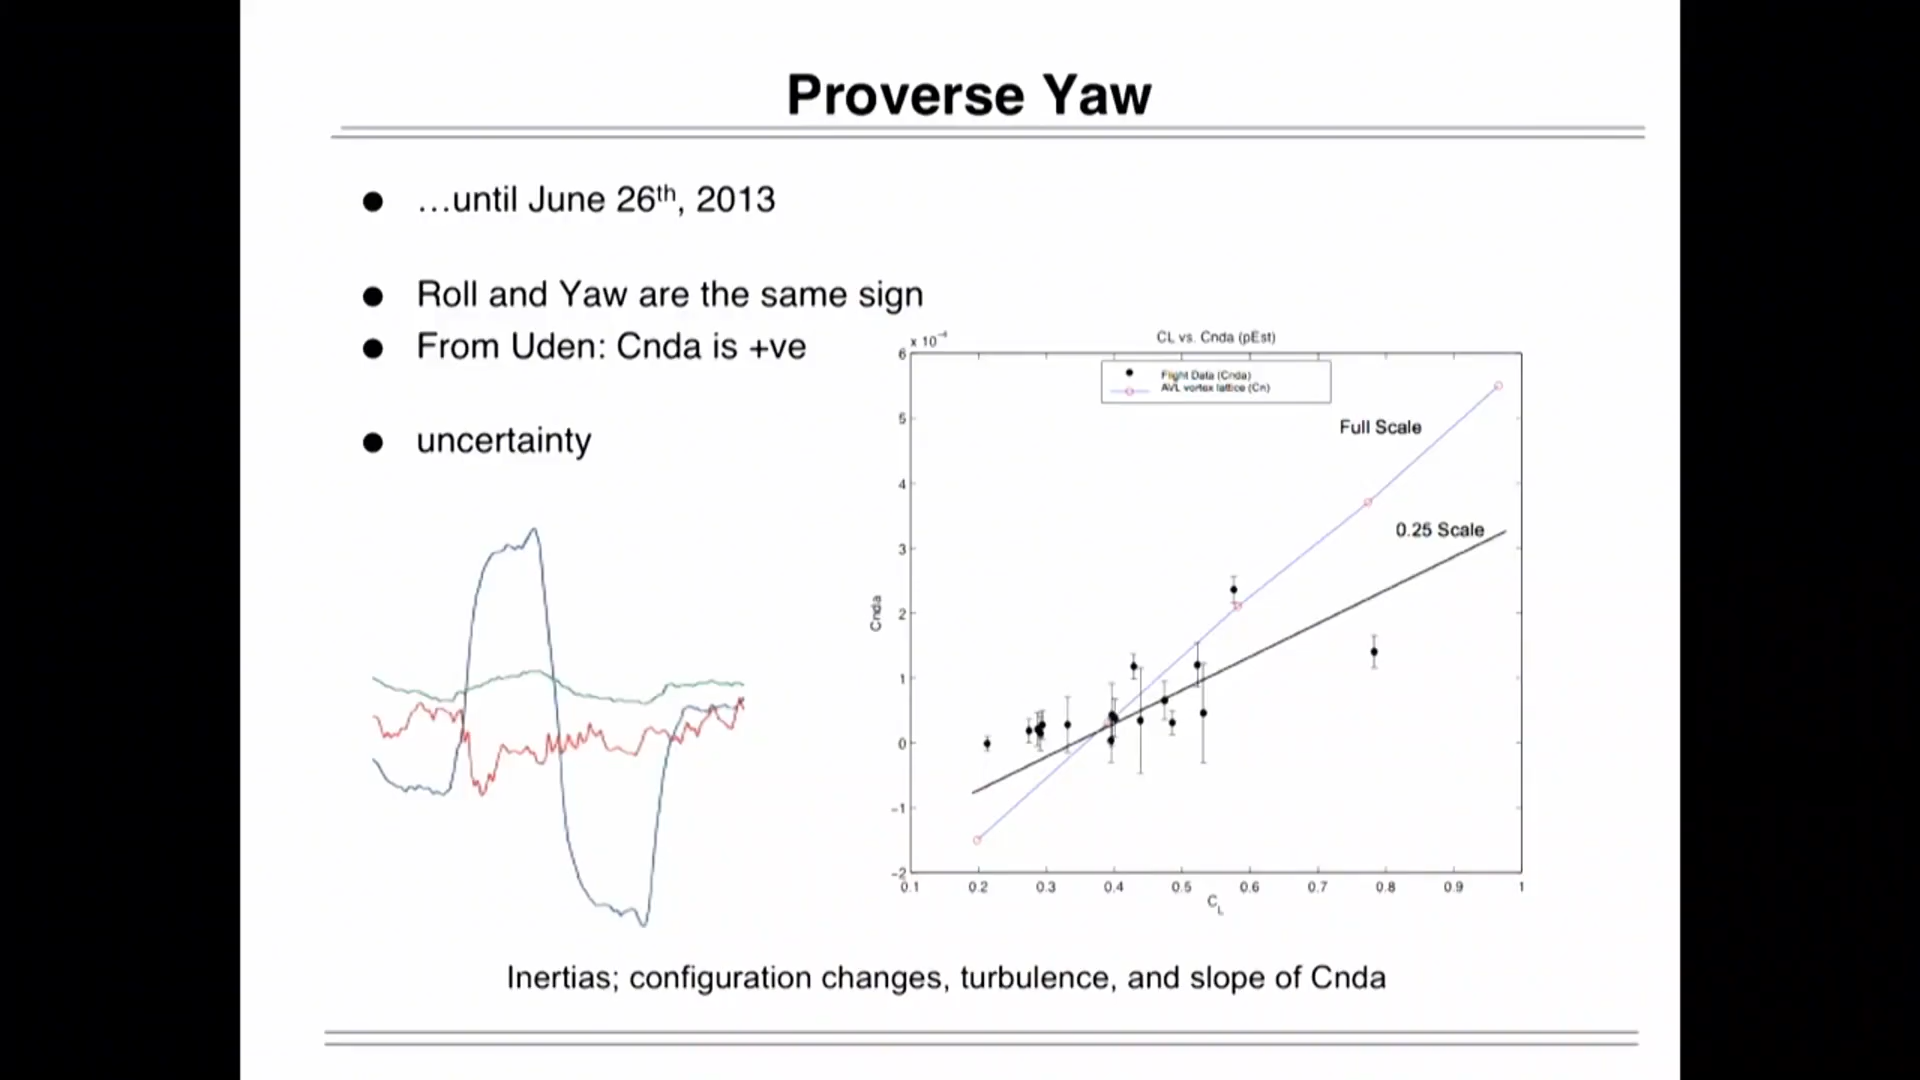 Proverse Yaw
● …until June 26th, 2013
● Roll and Yaw are the same sign
● From Uden: Cnda is +ve
● uncertainty
CL vs. Cnda (pEst)
x 10⁻⁴
Flight Data (Cnda)
AVL vortex lattice (Cn)
Full Scale
0.25 Scale
Cnda
6
5
4
3
2
1
0
-1
-2
0.1 0.2 0.3 0.4 0.5 0.6 0.7 0.8 0.9 1
CL
Inertias; configuration changes, turbulence, and slope of Cnda